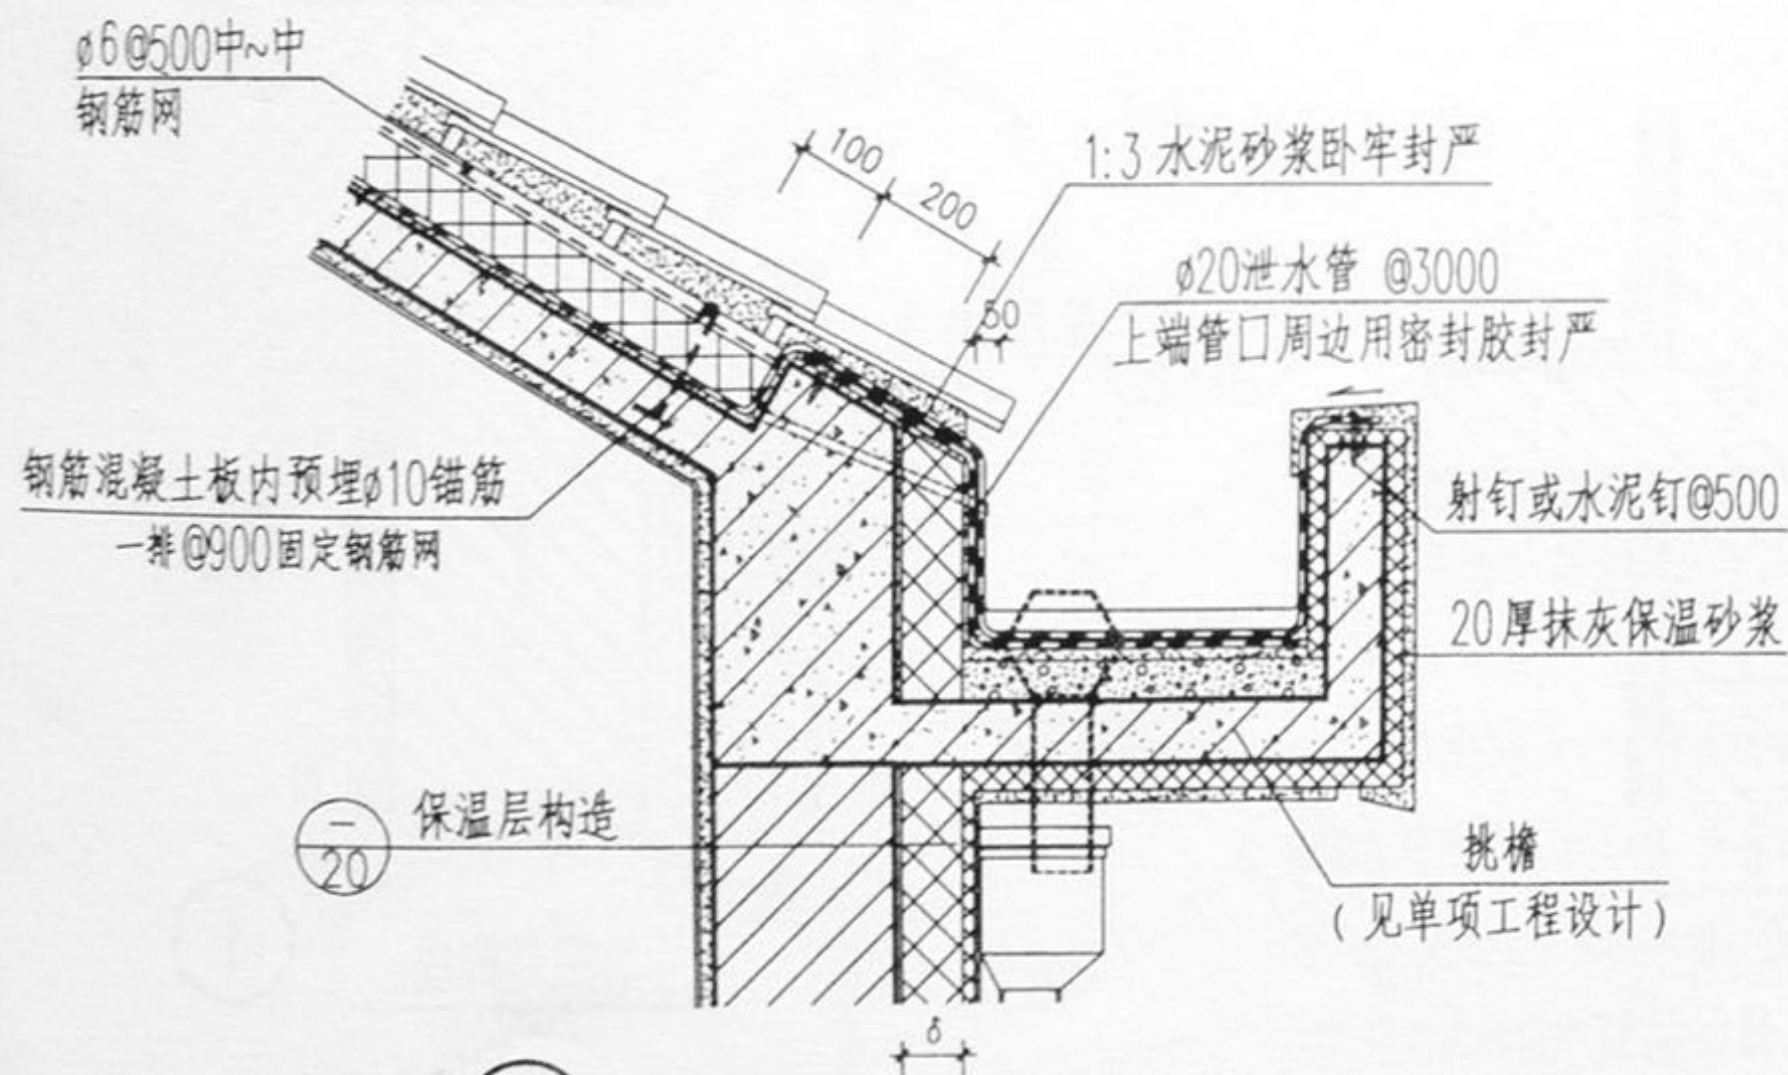 ø6@500中~中
钢筋网
100
200
1:3 水泥砂浆卧牢封严
ø20泄水管 @3000
上端管口周边用密封胶封严
50
钢筋混凝土板内预埋ø10锚筋
一排@900固定钢筋网
射钉或水泥钉@500
20厚抹灰保温砂浆
一
20
保温层构造
挑檐
(见单项工程设计)
δ